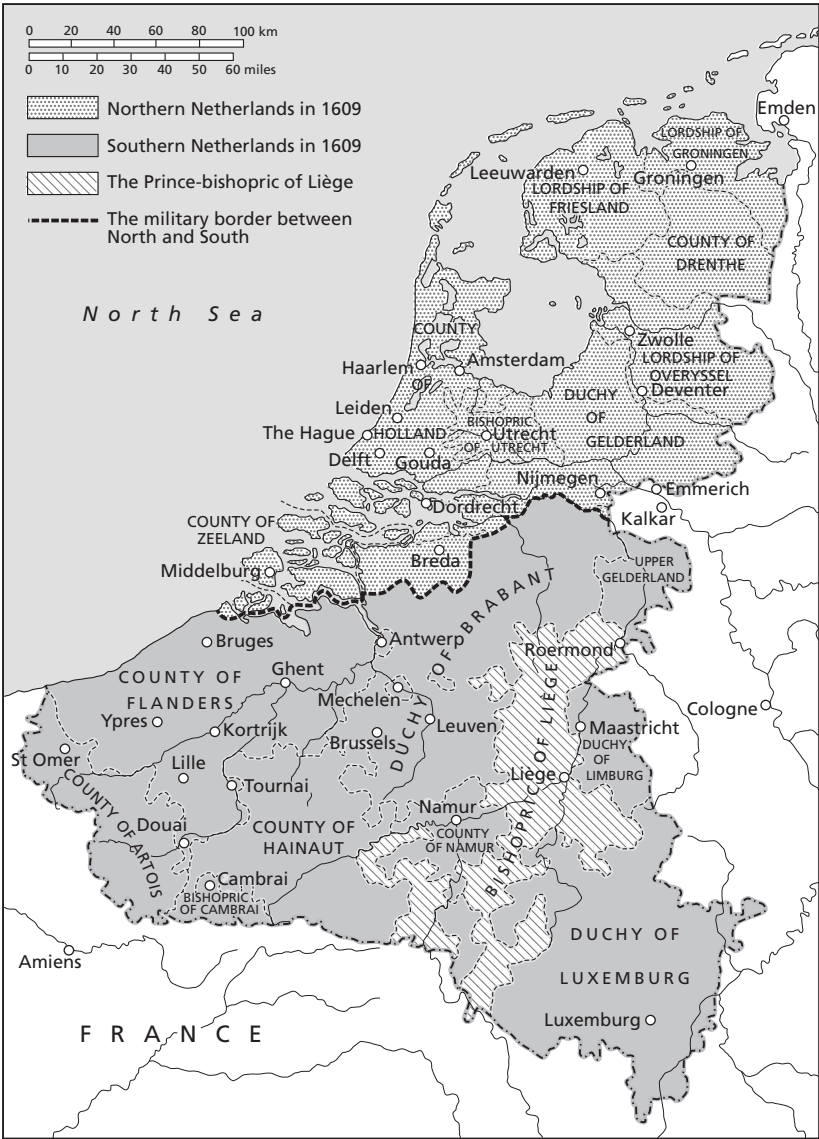 0 20 40 60 80 100 km
0 10 20 30 40 50 60 miles
Northern Netherlands in 1609
Southern Netherlands in 1609
The Prince-bishopric of Liège
The military border between
North and South
North Sea
Emden
LORDSHIP OF
GRONINGEN
Groningen
Leeuwarden
LORDSHIP OF
FRIESLAND
COUNTY OF
DRENTHE
COUNTY
OF
HOLLAND
Zwolle
LORDSHIP OF
OVERYSSEL
Deventer
Haarlem
Amsterdam
Leiden
DUCHY
OF
GELDERLAND
BISHOPRIC
OF UTRECHT
Utrecht
The Hague
Delft
Gouda
Nijmegen
Emmerich
Kalkar
Dordrecht
COUNTY OF
ZEELAND
Breda
Middelburg
UPPER
GELDERLAND
DUCHY OF BRABANT
Bruges
Antwerp
Roermond
COUNTY OF
FLANDERS
Ghent
Mechelen
BISHOPRIC OF LIÈGE
Cologne
Ypres
Kortrijk
Brussels
Leuven
Maastricht
DUCHY
OF
LIMBURG
St Omer
Lille
Tournai
Liège
COUNTY OF ARTOIS
Namur
COUNTY
OF NAMUR
Douai
COUNTY OF
HAINAUT
Cambrai
BISHOPRIC
OF CAMBRAI
DUCHY OF
LUXEMBURG
Luxemburg
Amiens
FRANCE